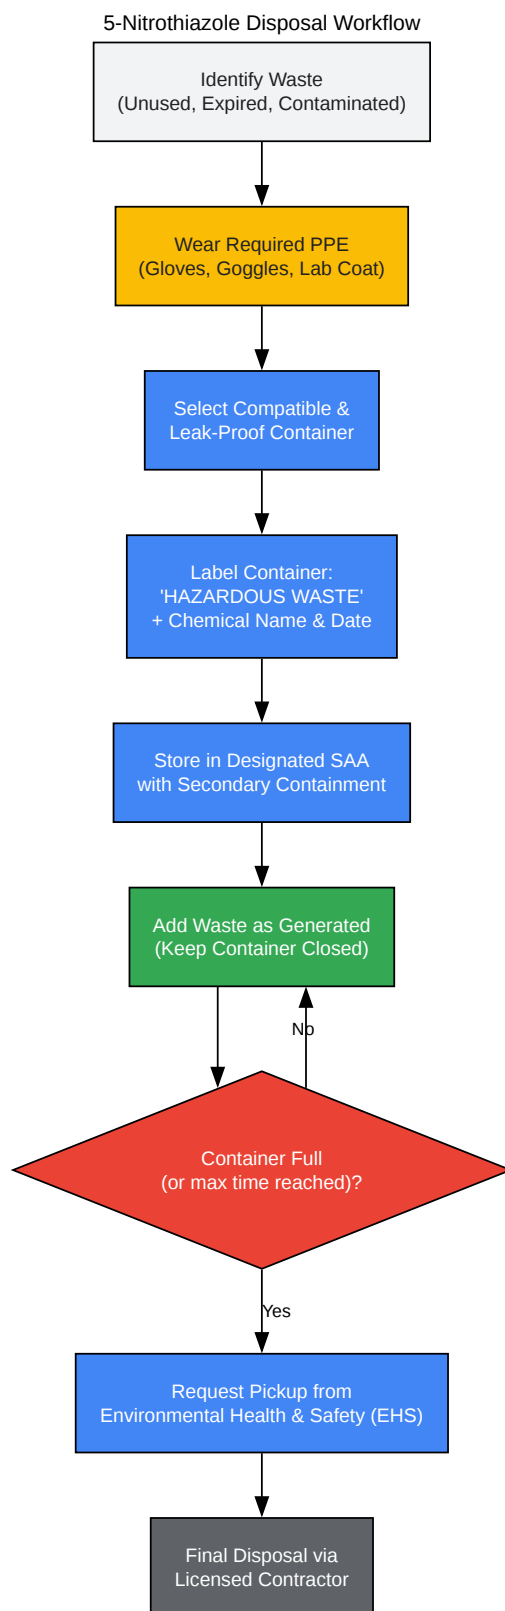 5-Nitrothiazole Disposal Workflow
Identify Waste
(Unused, Expired, Contaminated)
Wear Required PPE
(Gloves, Goggles, Lab Coat)
Select Compatible &
Leak-Proof Container
Label Container:
'HAZARDOUS WASTE'
+ Chemical Name & Date
Store in Designated SAA
with Secondary Containment
Add Waste as Generated
(Keep Container Closed)
No
Container Full
(or max time reached)?
Yes
Request Pickup from
Environmental Health & Safety (EHS)
Final Disposal via
Licensed Contractor